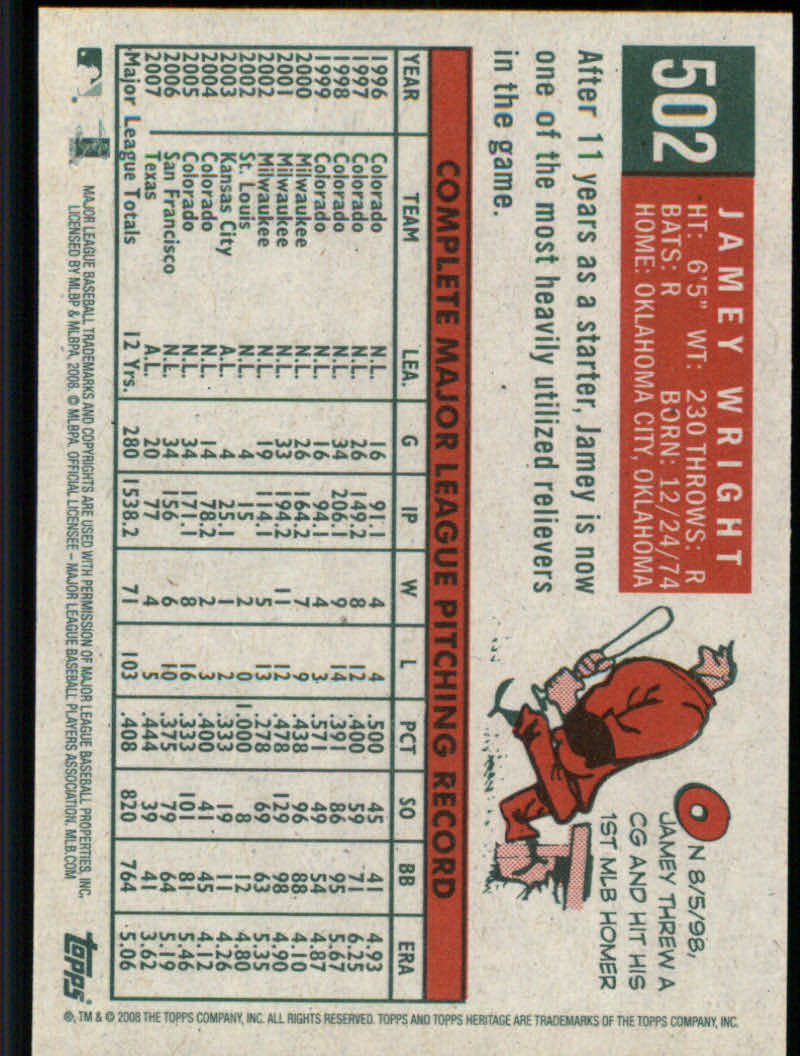 502
JAMEY WRIGHT
HT: 6'5" WT: 230 THROWS: R
BATS: R BORN: 12/24/74
HOME: OKLAHOMA CITY, OKLAHOMA
After 11 years as a starter, Jamey is now
one of the most heavily utilized relievers
in the game.
ON 8/5/98,
JAMEY THREW A
CG AND HIT HIS
1ST MLB HOMER
COMPLETE MAJOR LEAGUE PITCHING RECORD
YEAR TEAM LEA. G IP W L PCT SO BB ERA
1996 Colorado N.L. 16 91.1 4 4 .500 45 41 4.93
1997 Colorado N.L. 26 149.2 8 12 .400 59 71 6.25
1998 Colorado N.L. 34 206.1 9 14 .391 86 95 5.67
1999 Colorado N.L. 16 94.1 4 3 .571 49 54 4.87
2000 Milwaukee N.L. 26 164.2 7 9 .438 96 88 4.10
2001 Milwaukee N.L. 33 194.2 11 12 .478 129 98 4.90
2002 Milwaukee N.L. 19 114.1 5 13 .278 69 63 5.35
2002 St. Louis N.L. 4 15 2 0 1.000 8 12 4.80
2003 Kansas City A.L. 4 25.1 1 2 .333 19 11 4.26
2004 Colorado N.L. 14 78.2 2 3 .400 41 45 4.12
2005 Colorado N.L. 34 171.1 8 16 .333 101 81 5.46
2006 San Francisco N.L. 34 156 6 10 .375 79 64 5.19
2007 Texas A.L. 20 77 4 5 .444 39 41 3.62
Major League Totals 12 Yrs. 280 1538.2 71 103 .408 820 764 5.06
MAJOR LEAGUE BASEBALL TRADEMARKS AND COPYRIGHTS ARE USED WITH PERMISSION OF MAJOR LEAGUE BASEBALL PROPERTIES, INC.
LICENSED BY MLBP & MLBPA, 2008. © MLBPA. OFFICIAL LICENSEE – MAJOR LEAGUE BASEBALL PLAYERS ASSOCIATION. MLB.COM
topps
®, TM & © 2008 THE TOPPS COMPANY, INC. ALL RIGHTS RESERVED. TOPPS AND TOPPS HERITAGE ARE TRADEMARKS OF THE TOPPS COMPANY, INC.